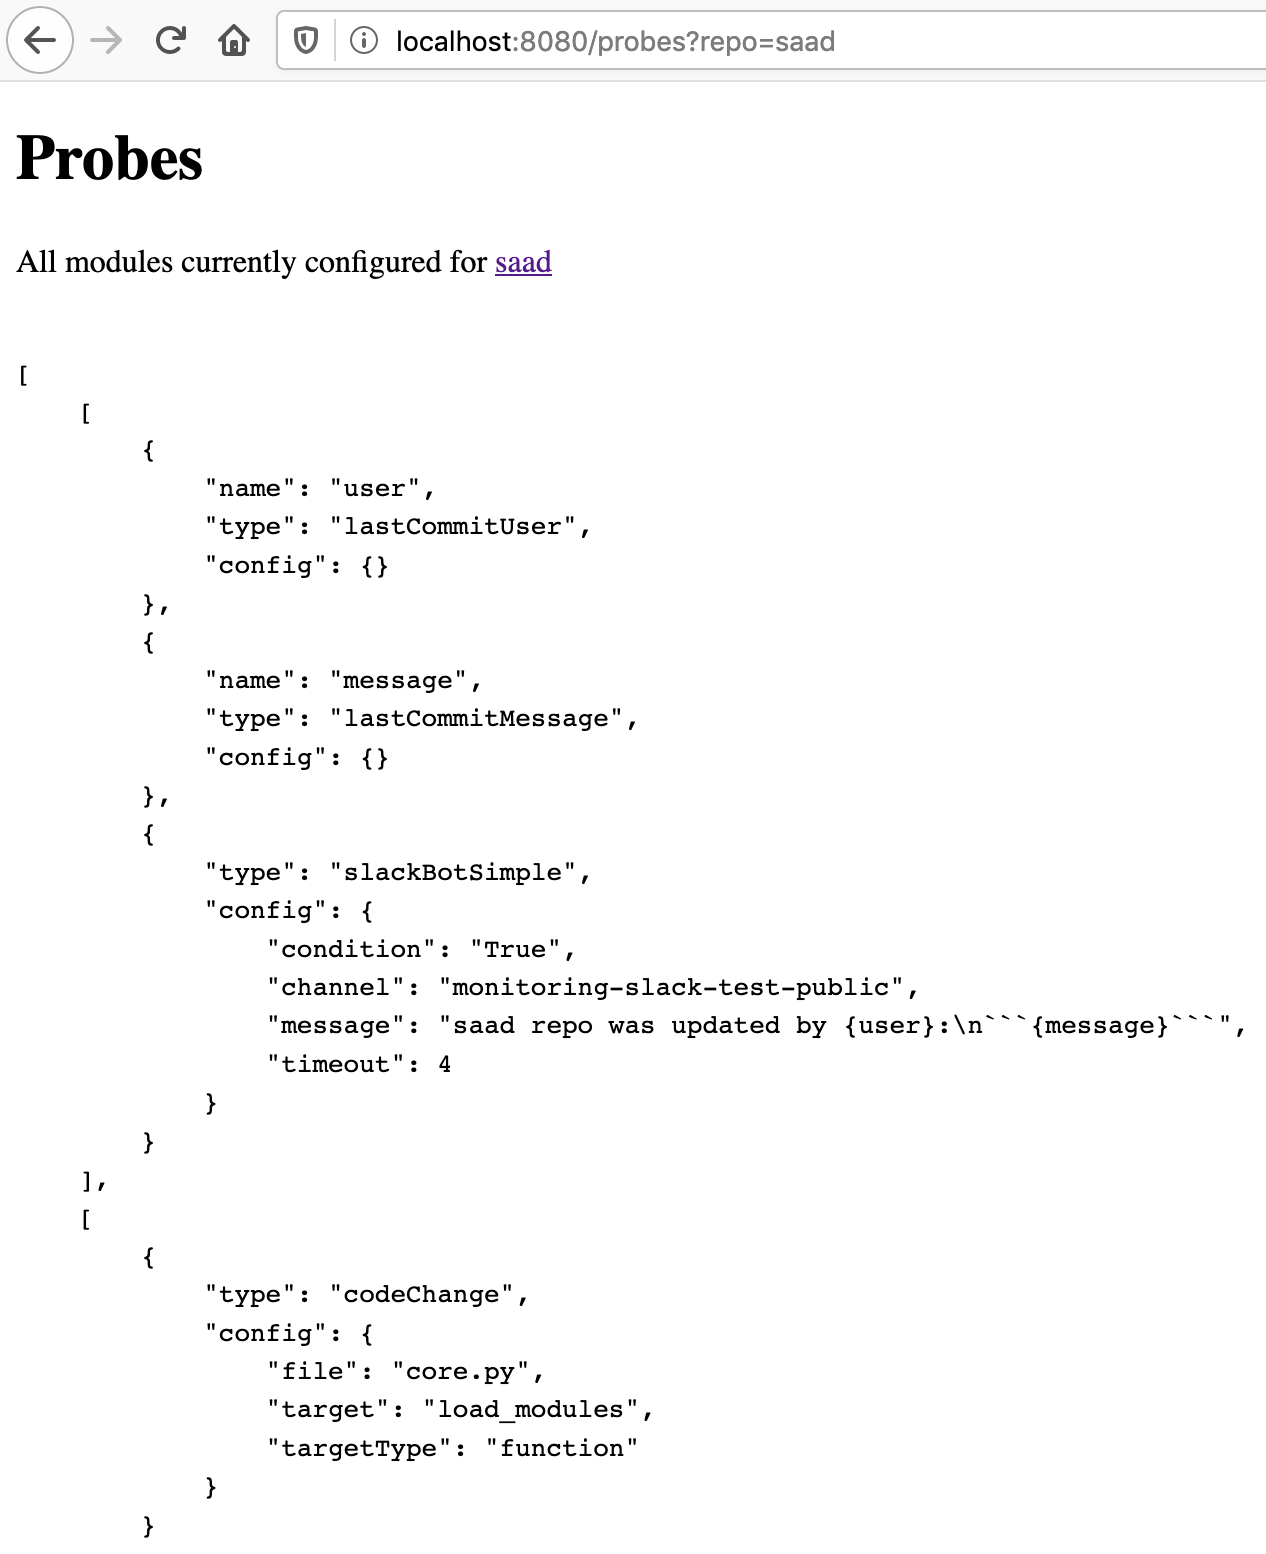 localhost:8080/probes?repo=saad
Probes
All modules currently configured for saad
[
    [
        {
            "name": "user",
            "type": "lastCommitUser",
            "config": {}
        },
        {
            "name": "message",
            "type": "lastCommitMessage",
            "config": {}
        },
        {
            "type": "slackBotSimple",
            "config": {
                "condition": "True",
                "channel": "monitoring-slack-test-public",
                "message": "saad repo was updated by {user}:\n```{message}```",
                "timeout": 4
            }
        }
    ],
    [
        {
            "type": "codeChange",
            "config": {
                "file": "core.py",
                "target": "load_modules",
                "targetType": "function"
            }
        }